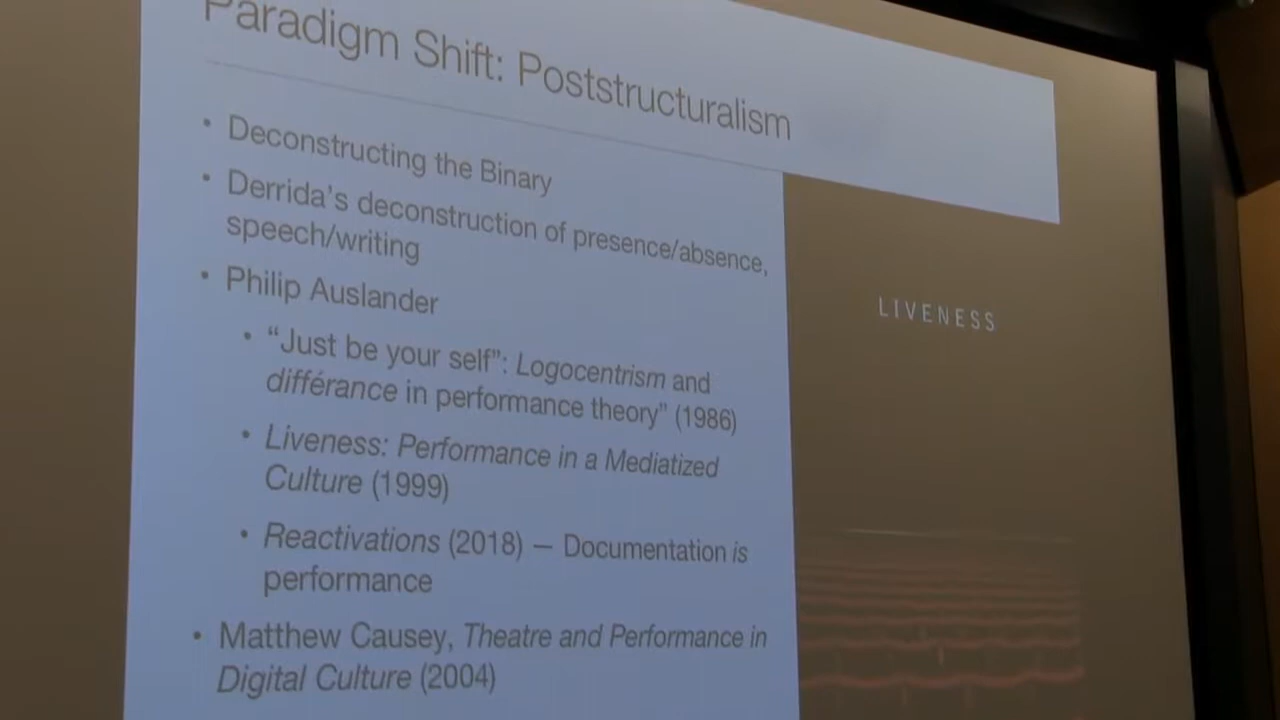 Paradigm Shift: Poststructuralism
• Deconstructing the Binary
• Derrida's deconstruction of presence/absence,
speech/writing
• Philip Auslander
• “Just be your self”: Logocentrism and
différance in performance theory” (1986)
• Liveness: Performance in a Mediatized
Culture (1999)
• Reactivations (2018) — Documentation is
performance
• Matthew Causey, Theatre and Performance in
Digital Culture (2004)
LIVENESS